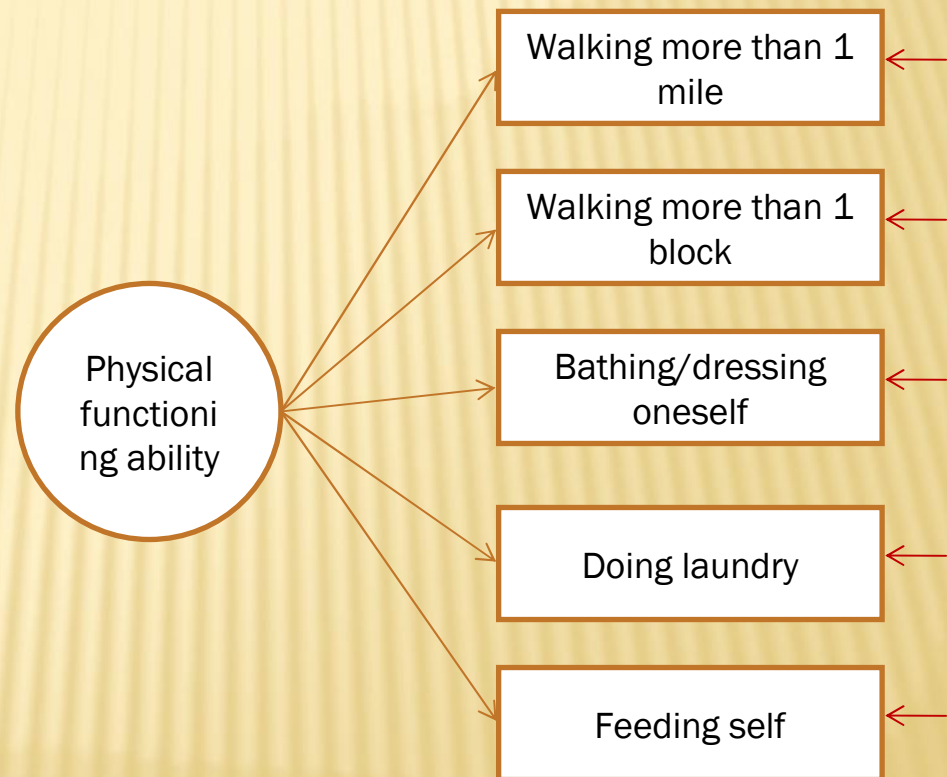 Walking more than 1
mile
Walking more than 1
block
Physical
functioni
ng ability
Bathing/dressing
oneself
Doing laundry
Feeding self